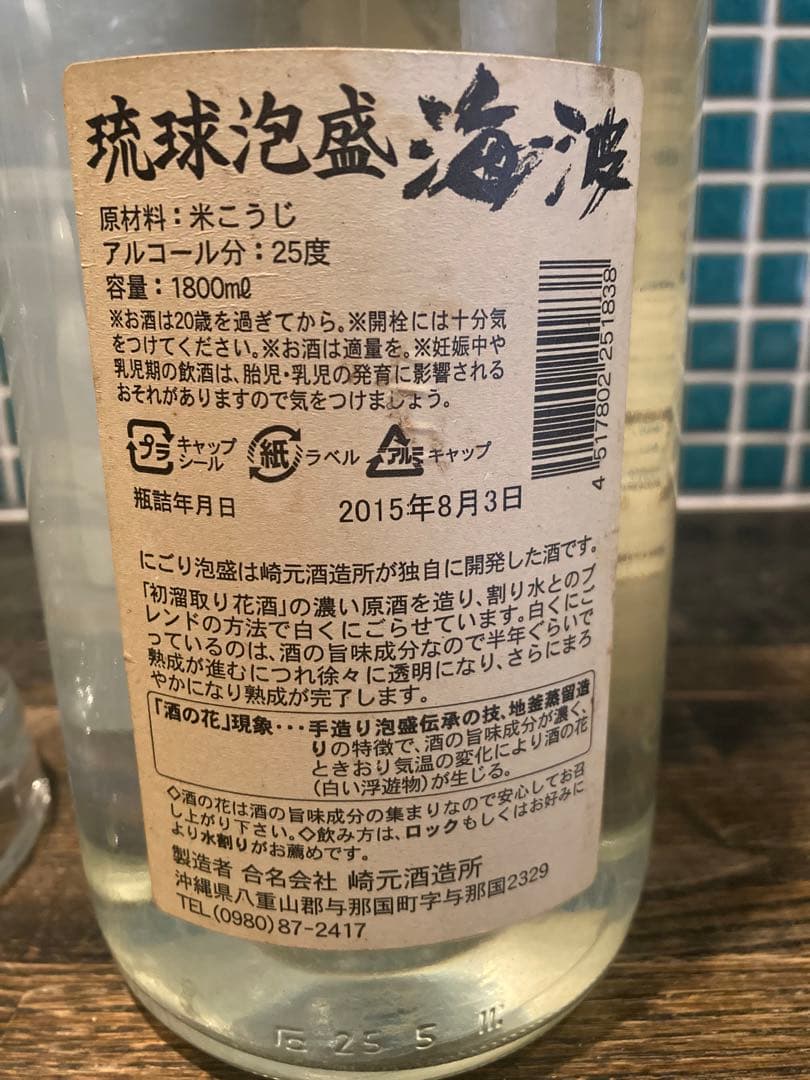 琉球泡盛 海波
原材料：米こうじ
アルコール分：25度
容量：1800mℓ
※お酒は20歳を過ぎてから。※開栓には十分気
をつけてください。※お酒は適量を。※妊娠中や
乳児期の飲酒は、胎児・乳児の発育に影響される
おそれがありますので気をつけましょう。
プラ キャップ
シール
紙 ラベル
アルミ キャップ
4 517802 251838
瓶詰年月日 2015年8月3日
にごり泡盛は崎元酒造所が独自に開発した酒です。
「初溜取り花酒」の濃い原酒を造り、割り水とのブ
レンドの方法で白くにごらせています。白くにご
っているのは、酒の旨味成分なので半年ぐらいで
熟成が進むにつれ徐々に透明になり、さらにまろ
やかになり熟成が完了します。
「酒の花」現象･･･手造り泡盛伝承の技、地釜蒸留造
りの特徴で、酒の旨味成分が濃く、
ときおり気温の変化により酒の花
(白い浮遊物)が生じる。
◇酒の花は酒の旨味成分の集まりなので安心してお召
し上がり下さい。◇飲み方は、ロックもしくはお好みに
より水割りがお薦めです。
製造者 合名会社 崎元酒造所
沖縄県八重山郡与那国町字与那国2329
TEL(0980)87-2417
25 5